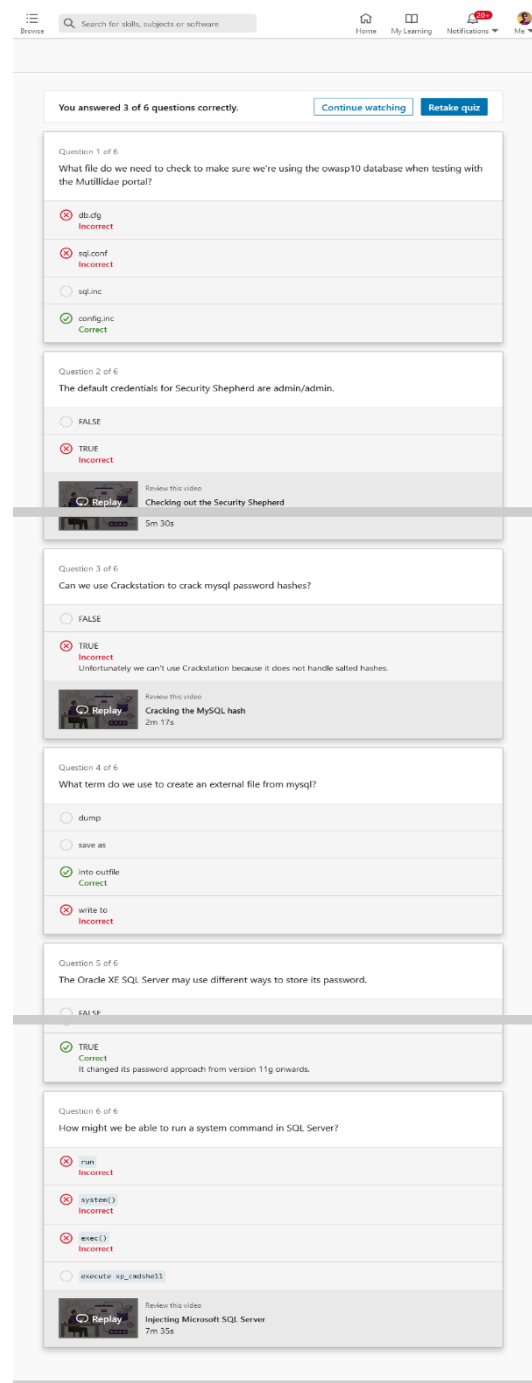 Browse
Search for skills, subjects or software
Home
My Learning
20+
Notifications
Me
You answered 3 of 6 questions correctly.
Continue watching
Retake quiz
Question 1 of 6
What file do we need to check to make sure we're using the owasp10 database when testing with
the Mutillidae portal?
db.cfg
Incorrect
sql.conf
Incorrect
sql.inc
config.inc
Correct
Question 2 of 6
The default credentials for Security Shepherd are admin/admin.
FALSE
TRUE
Incorrect
Replay
Review this video
Checking out the Security Shepherd
5m 30s
Question 3 of 6
Can we use Crackstation to crack mysql password hashes?
FALSE
TRUE
Incorrect
Unfortunately we can't use Crackstation because it does not handle salted hashes.
Replay
Review this video
Cracking the MySQL hash
2m 17s
Question 4 of 6
What term do we use to create an external file from mysql?
dump
save as
into outfile
Correct
write to
Incorrect
Question 5 of 6
The Oracle XE SQL Server may use different ways to store its password.
FALSE
TRUE
Correct
It changed its password approach from version 11g onwards.
Question 6 of 6
How might we be able to run a system command in SQL Server?
run
Incorrect
system()
Incorrect
exec()
Incorrect
execute xp_cmdshell
Replay
Review this video
Injecting Microsoft SQL Server
7m 35s